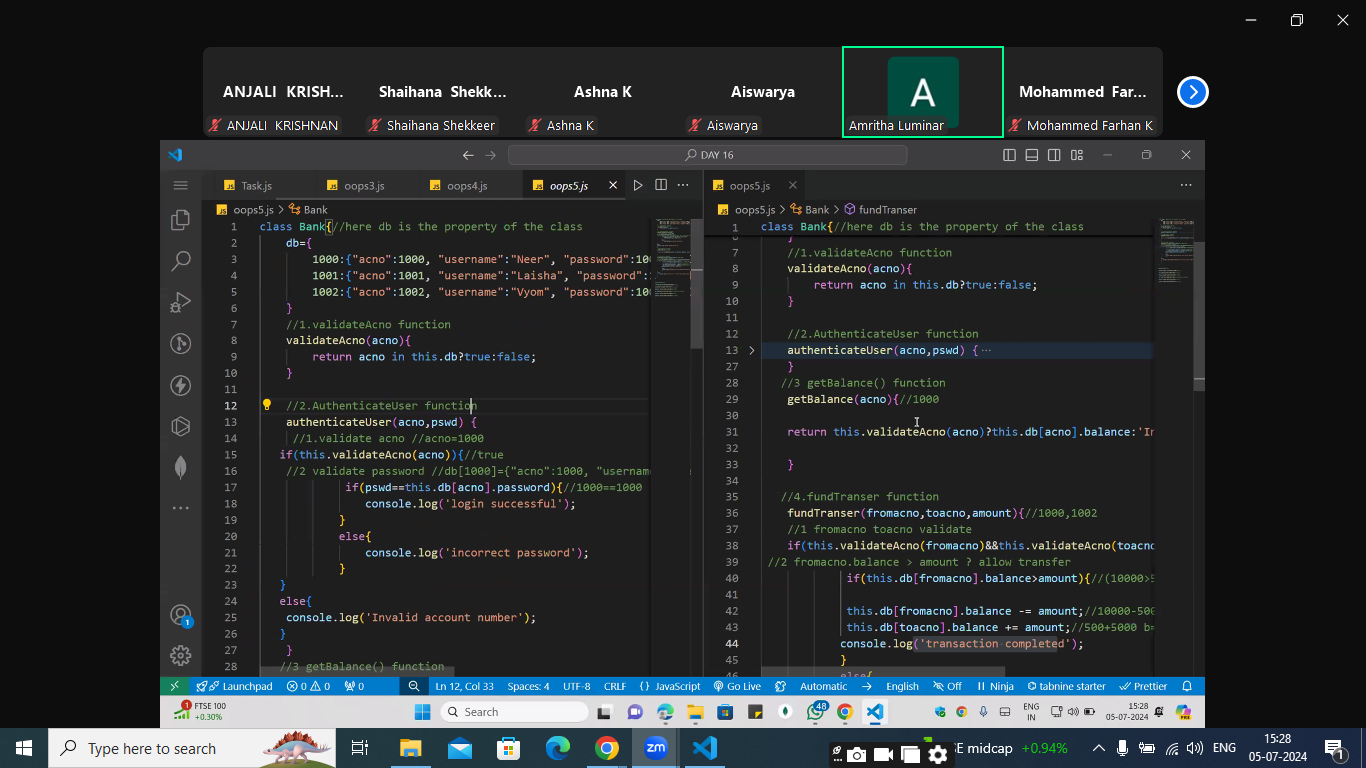 ANJALI KRISH...
Shaihana Shekk...
Ashna K
Aiswarya
A
Mohammed Far...
ANJALI KRISHNAN
Shaihana Shekkeer
Ashna K
Aiswarya
Amritha Luminar
Mohammed Farhan K
DAY 16
JS Task.js
JS oops3.js
JS oops4.js
JS oops5.js
JS oops5.js > Bank
1 class Bank{//here db is the property of the class
2 db={
3 1000:{"acno":1000, "username":"Neer", "password":100
4 1001:{"acno":1001, "username":"Laisha", "password":
5 1002:{"acno":1002, "username":"Vyom", "password":100
6 }
7 //1.validateAcno function
8 validateAcno(acno){
9 return acno in this.db?true:false;
10 }
11
12 //2.AuthenticateUser function
13 authenticateUser(acno,pswd) {
14 //1.validate acno //acno=1000
15 if(this.validateAcno(acno)){//true
16 //2 validate password //db[1000]={"acno":1000, "usernam
17 if(pswd==this.db[acno].password){//1000==1000
18 console.log('login successful');
19 }
20 else{
21 console.log('incorrect password');
22 }
23 }
24 else{
25 console.log('Invalid account number');
26 }
27 }
28 //3 getBalance() function
JS oops5.js
JS oops5.js > Bank > fundTranser
1 class Bank{//here db is the property of the class
6 }
7 //1.validateAcno function
8 validateAcno(acno){
9 return acno in this.db?true:false;
10 }
11
12 //2.AuthenticateUser function
13 authenticateUser(acno,pswd) {…
27 }
28 //3 getBalance() function
29 getBalance(acno){//1000
30
31 return this.validateAcno(acno)?this.db[acno].balance:'In
32
33 }
34
35 //4.fundTranser function
36 fundTranser(fromacno,toacno,amount){//1000,1002
37 //1 fromacno toacno validate
38 if(this.validateAcno(fromacno)&&this.validateAcno(toacno
39 //2 fromacno.balance > amount ? allow transfer
40 if(this.db[fromacno].balance>amount){//(10000>5
41
42 this.db[fromacno].balance -= amount;//10000-500
43 this.db[toacno].balance += amount;//500+5000 b=
44 console.log('transaction completed');
45 }
46 else{
Launchpad 0 0 0 Ln 12, Col 33 Spaces: 4 UTF-8 CRLF {} JavaScript Go Live Automatic English Off Ninja tabnine starter Prettier
1 FTSE 100
+0.30%
Search
48
ENG
IN
15:28
05-07-2024
Type here to search
zm
SE midcap +0.94%
ENG
15:28
05-07-2024
1